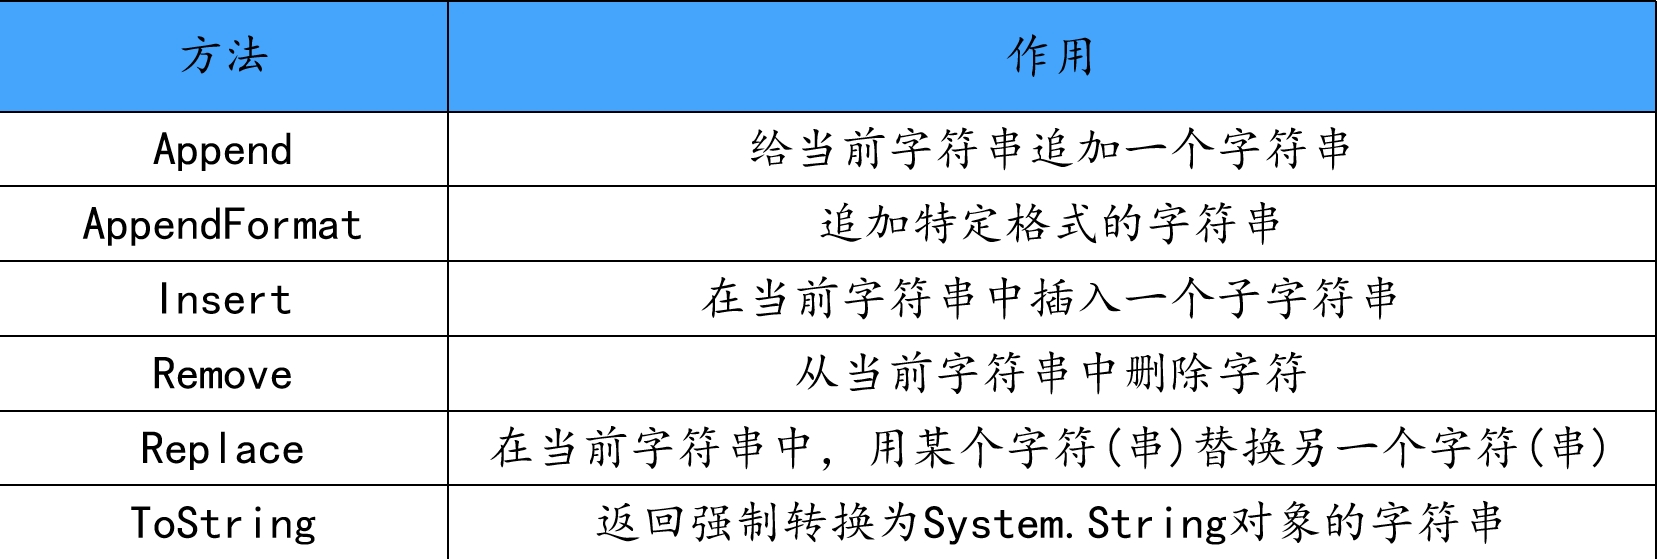 方法 作用
Append 给当前字符串追加一个字符串
AppendFormat 追加特定格式的字符串
Insert 在当前字符串中插入一个子字符串
Remove 从当前字符串中删除字符
Replace 在当前字符串中，用某个字符(串)替换另一个字符(串)
ToString 返回强制转换为System.String对象的字符串